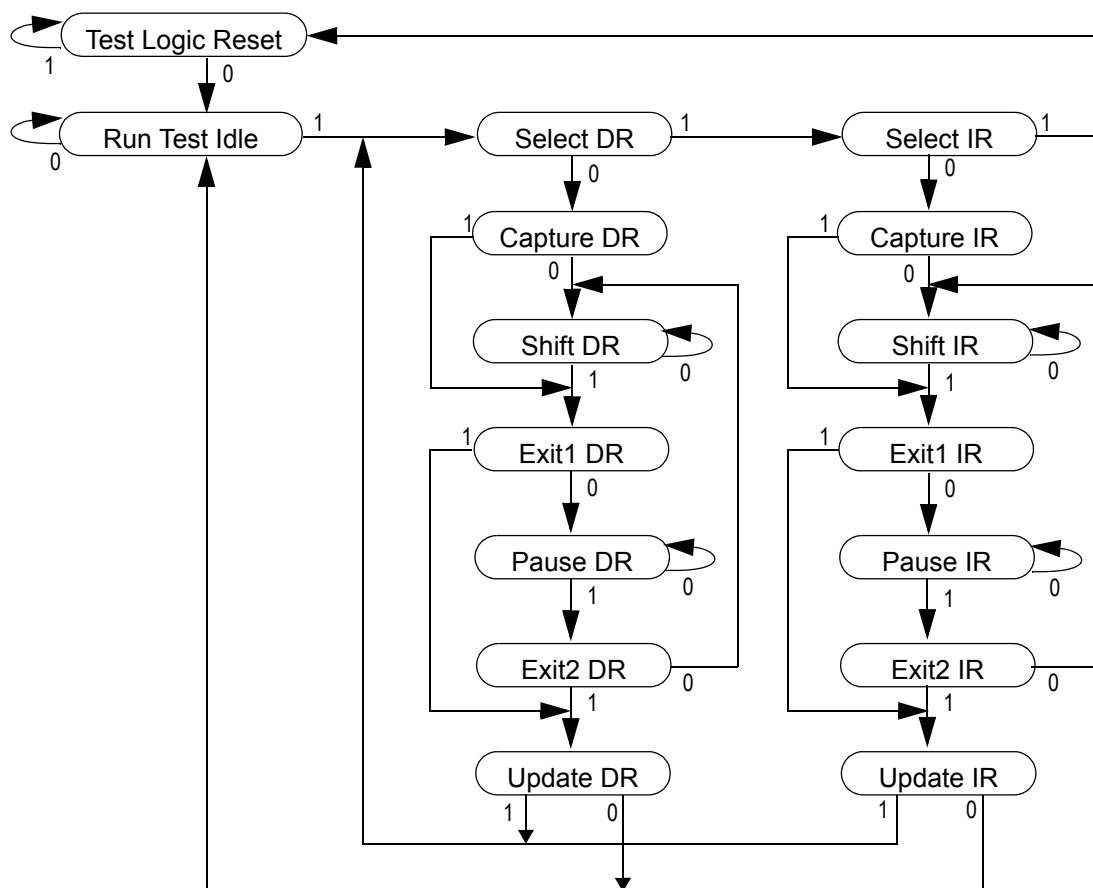 Test Logic Reset
1
0
Run Test Idle
1
0
Select DR
1
0
Select IR
1
0
1
Capture DR
0
1
Capture IR
0
Shift DR
0
1
Shift IR
0
1
1
Exit1 DR
0
1
Exit1 IR
0
Pause DR
0
1
Pause IR
0
1
Exit2 DR
0
1
Exit2 IR
0
1
Update DR
1
0
Update IR
1
0